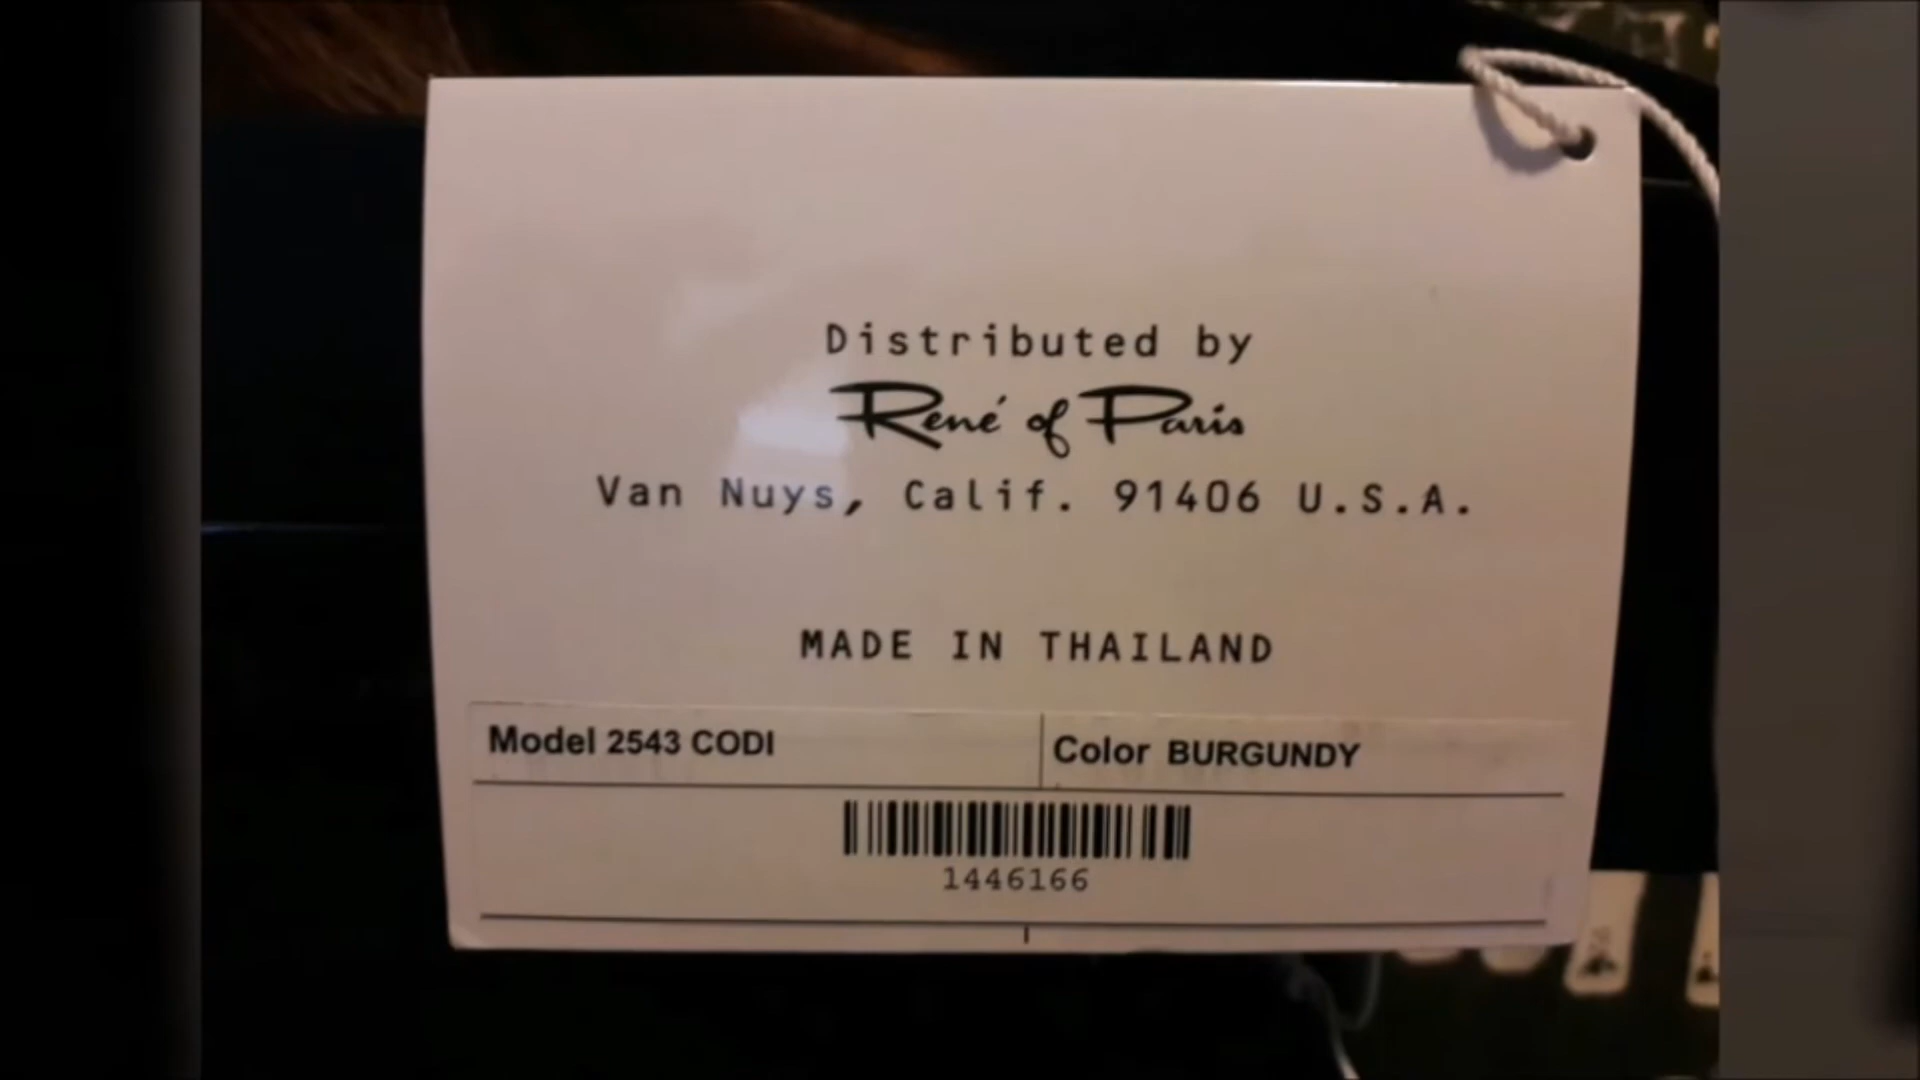 Distributed by
René of Paris
Van Nuys, Calif. 91406 U.S.A.
MADE IN THAILAND
Model 2543 CODI
Color BURGUNDY
1446166